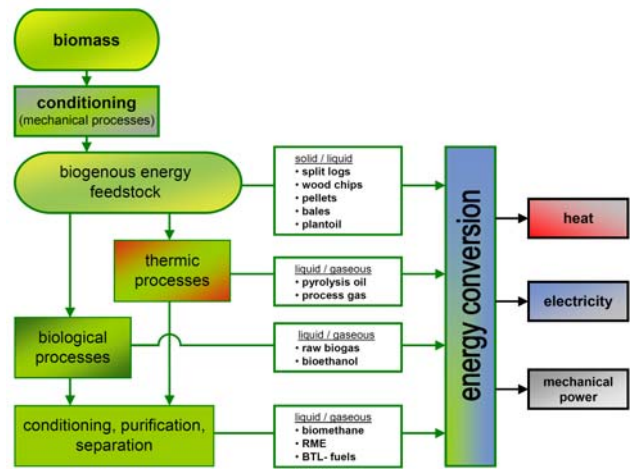 biomass
conditioning
(mechanical processes)
biogenous energy
feedstock
solid / liquid
• split logs
• wood chips
• pellets
• bales
• plantoil
thermic
processes
liquid / gaseous
• pyrolysis oil
• process gas
biological
processes
liquid / gaseous
• raw biogas
• bioethanol
conditioning, purification,
separation
liquid / gaseous
• biomethane
• RME
• BTL- fuels
energy conversion
heat
electricity
mechanical
power